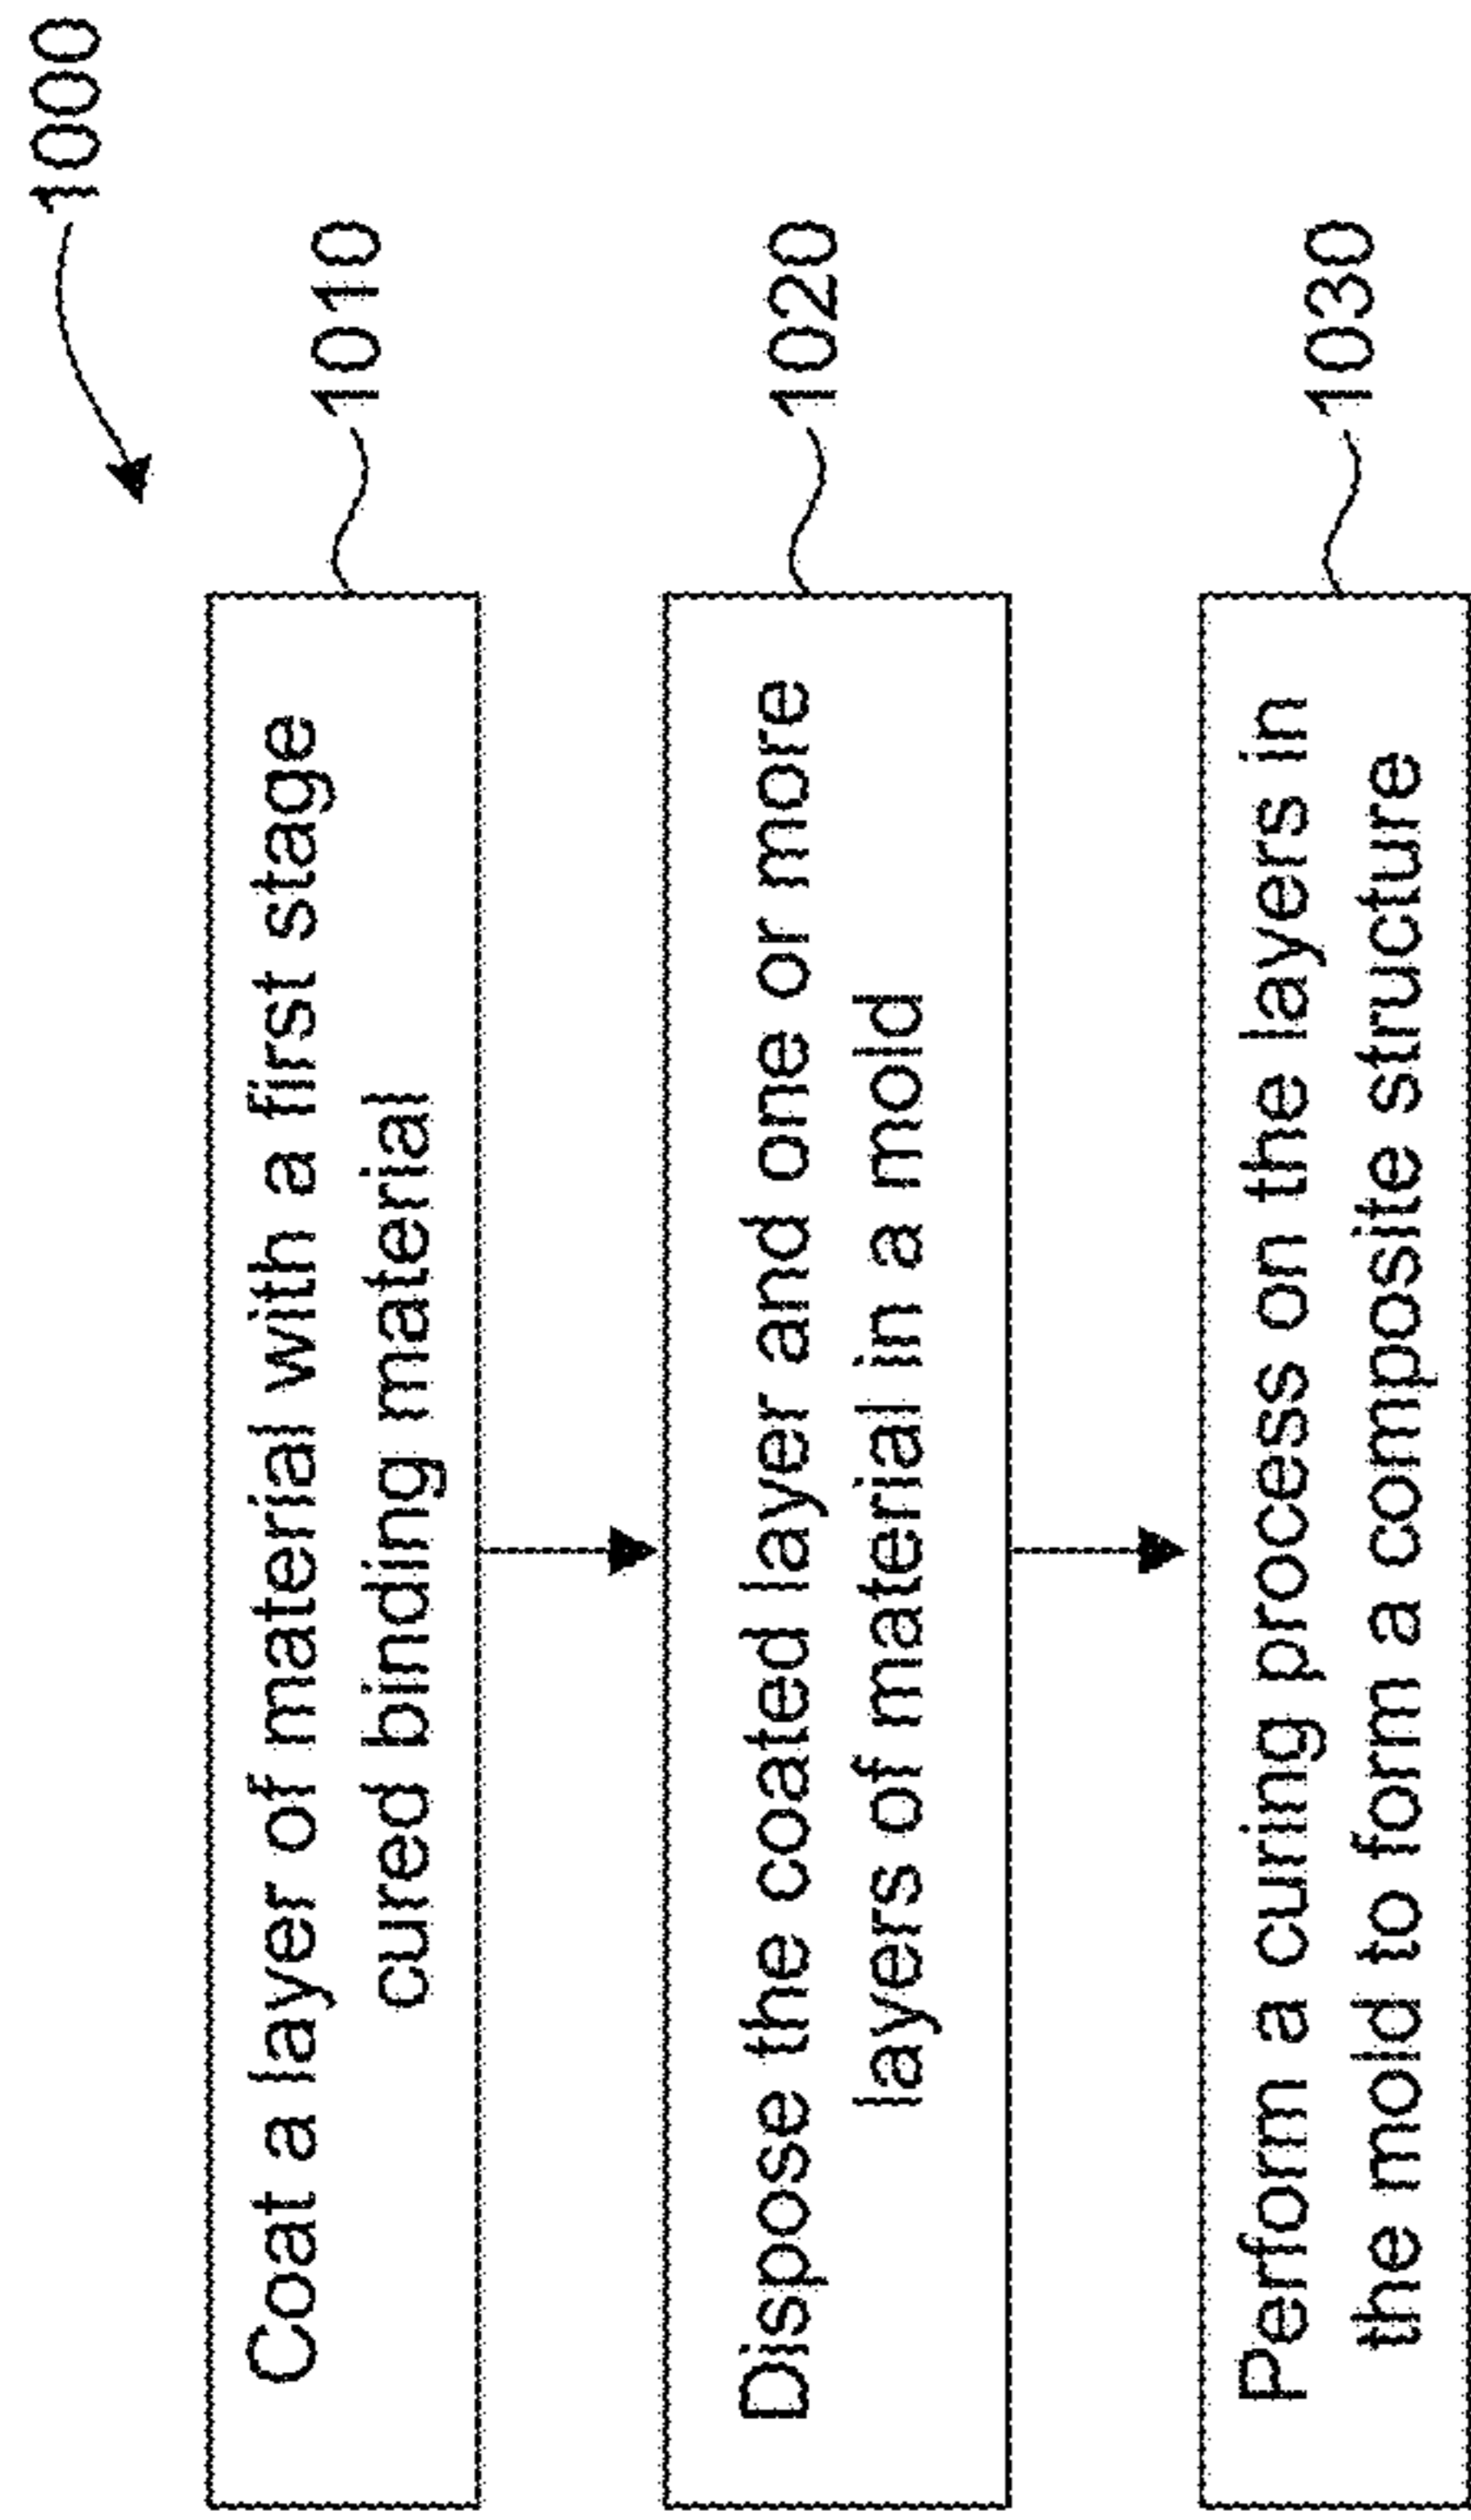 1000
Coat a layer of material with a first stage
cured binding material
1010
Dispose the coated layer and one or more
layers of material in a mold
1020
Perform a curing process on the layers in
the mold to form a composite structure
1030